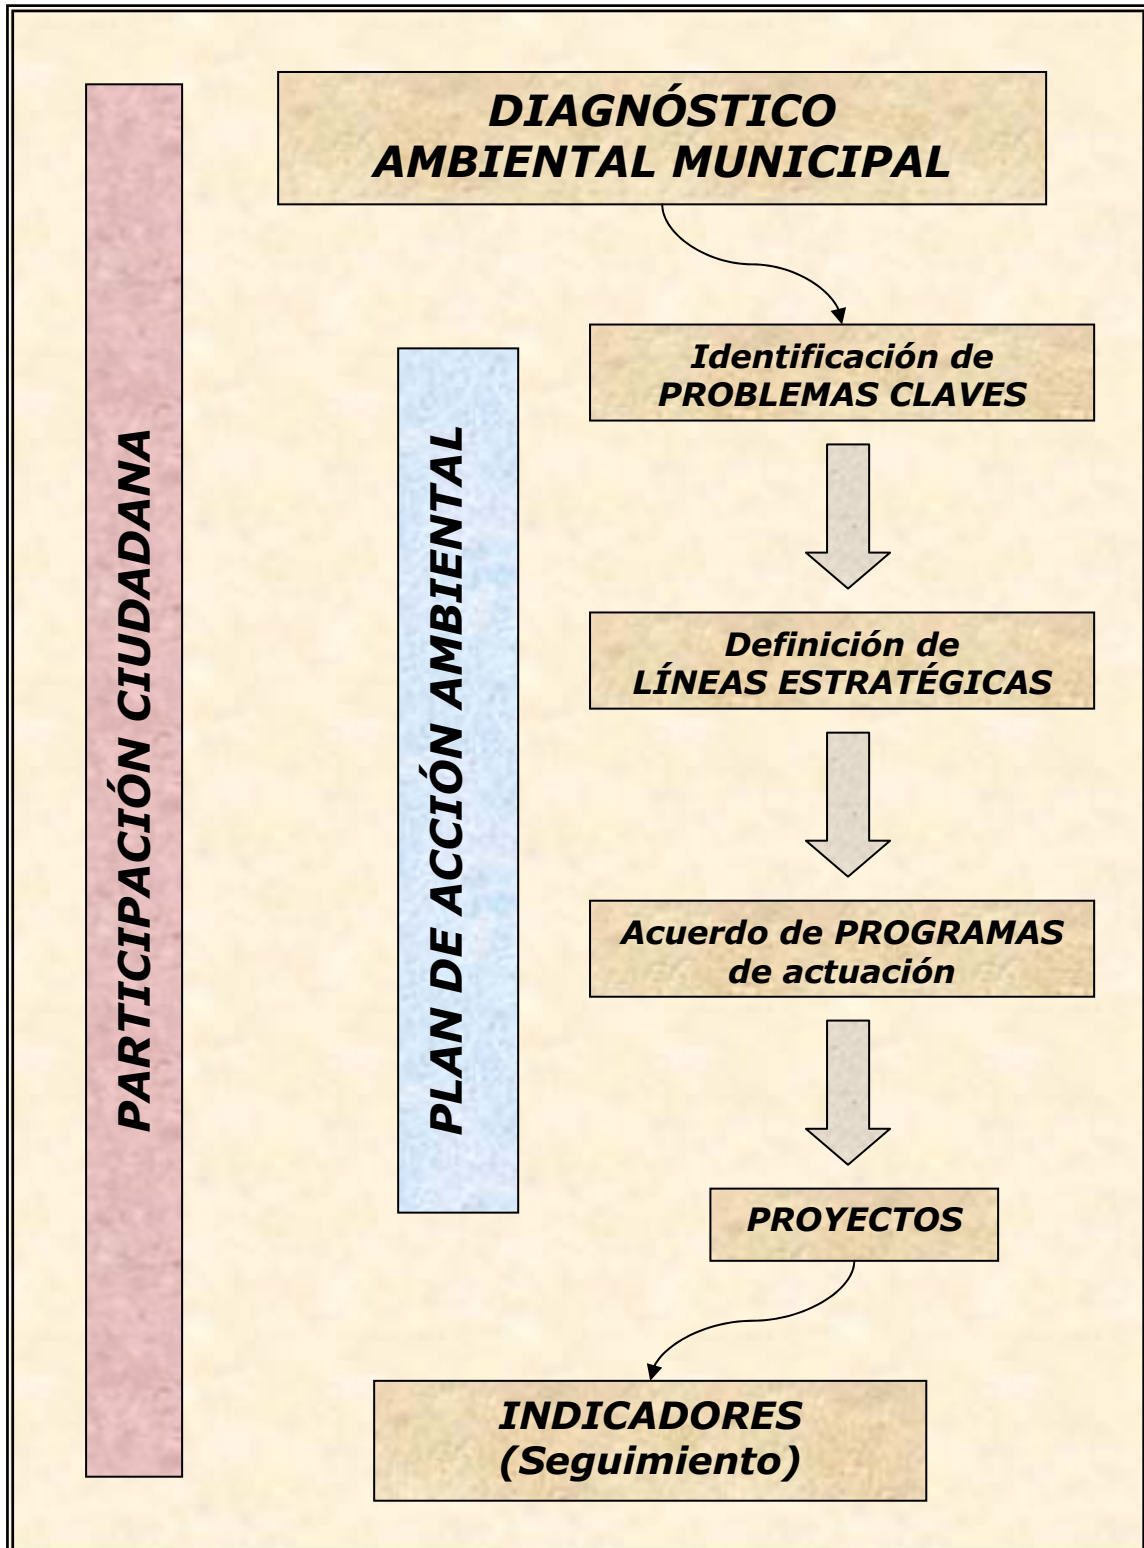 DIAGNÓSTICO
AMBIENTAL MUNICIPAL
Identificación de
PROBLEMAS CLAVES
Definición de
LÍNEAS ESTRATÉGICAS
Acuerdo de PROGRAMAS
de actuación
PROYECTOS
INDICADORES
(Seguimiento)
PARTICIPACIÓN CIUDADANA
PLAN DE ACCIÓN AMBIENTAL